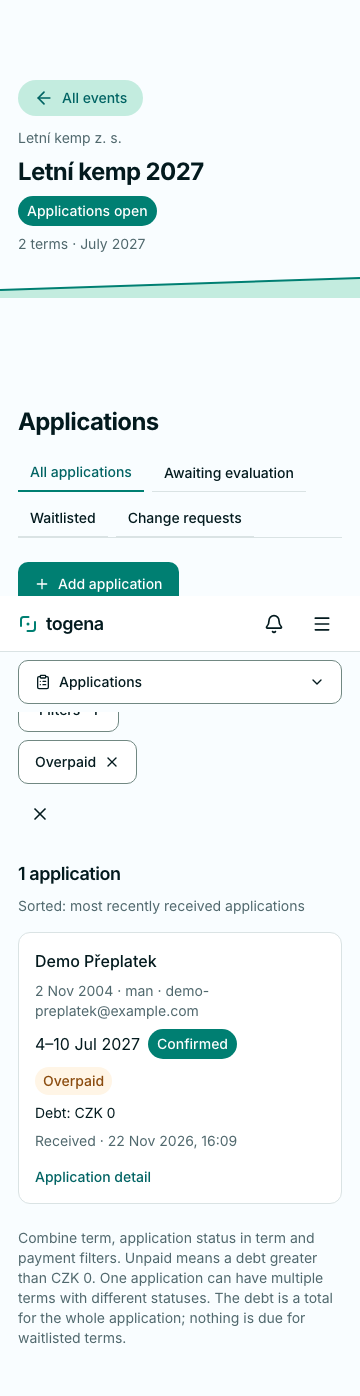 All events
Letní kemp z. s.
Letní kemp 2027
Applications open
2 terms · July 2027
Applications
All applications
Awaiting evaluation
Waitlisted
Change requests
Add application
togena
Applications
Filters
Overpaid
1 application
Sorted: most recently received applications
Demo Přeplatek
2 Nov 2004 · man · demo-
preplatek@example.com
4–10 Jul 2027 Confirmed
Overpaid
Debt: CZK 0
Received · 22 Nov 2026, 16:09
Application detail
Combine term, application status in term and
payment filters. Unpaid means a debt greater
than CZK 0. One application can have multiple
terms with different statuses. The debt is a total
for the whole application; nothing is due for
waitlisted terms.